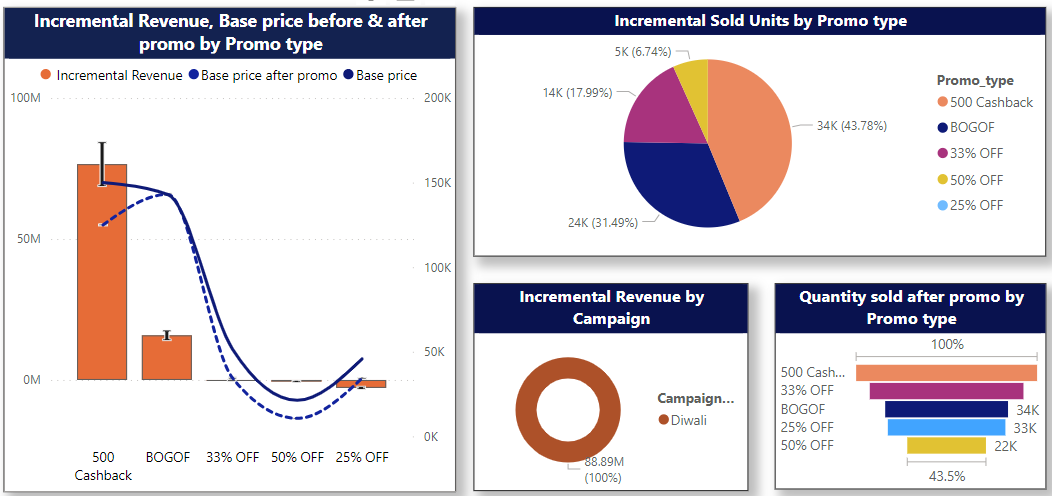 Incremental Revenue, Base price before & after
promo by Promo type
Incremental Revenue Base price after promo Base price
100M
200K
150K
50M
100K
50K
0M
0K
500
Cashback
BOGOF
33% OFF
50% OFF
25% OFF
Incremental Sold Units by Promo type
5K (6.74%)
14K (17.99%)
34K (43.78%)
24K (31.49%)
Promo_type
500 Cashback
BOGOF
33% OFF
50% OFF
25% OFF
Incremental Revenue by
Campaign
Campaign...
Diwali
88.89M
(100%)
Quantity sold after promo by
Promo type
100%
500 Cash...
33% OFF
BOGOF 34K
25% OFF 33K
50% OFF 22K
43.5%